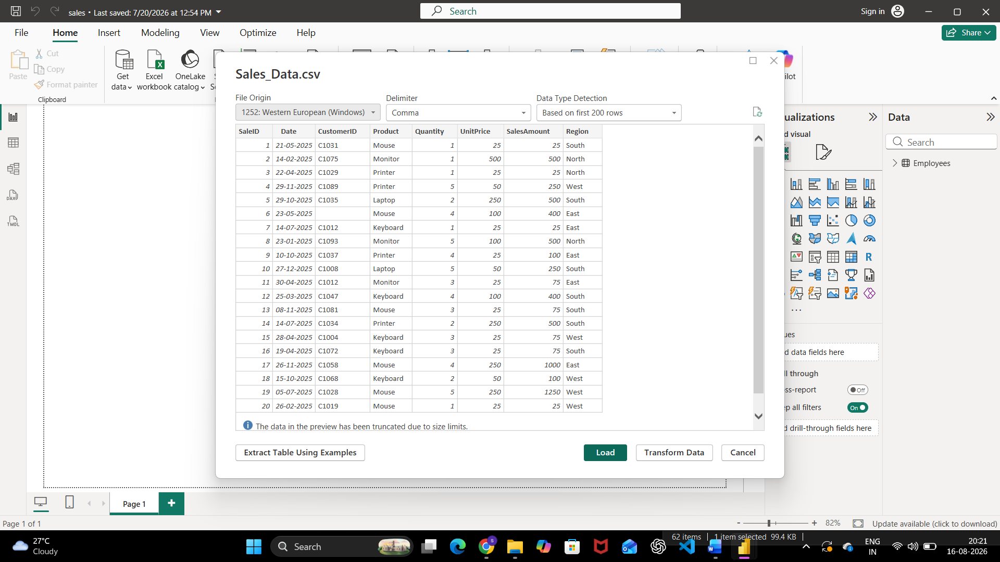 sales • Last saved: 7/20/2026 at 12:54 PM
Search
Sign in
File Home Insert Modeling View Optimize Help
Share
Paste
Cut
Copy
Format painter
Clipboard
Get data
Excel workbook
OneLake catalog
Sales_Data.csv
File Origin
1252: Western European (Windows)
Delimiter
Comma
Data Type Detection
Based on first 200 rows
SaleID Date CustomerID Product Quantity UnitPrice SalesAmount Region
1 21-05-2025 C1031 Mouse 1 25 25 South
2 14-02-2025 C1075 Monitor 1 500 500 North
3 22-04-2025 C1029 Printer 1 25 25 North
4 29-11-2025 C1089 Printer 5 50 250 West
5 29-10-2025 C1035 Laptop 2 250 500 South
6 23-05-2025 Mouse 4 100 400 East
7 14-07-2025 C1012 Keyboard 1 25 25 East
8 23-01-2025 C1093 Monitor 5 100 500 North
9 10-10-2025 C1037 Printer 4 25 100 East
10 27-12-2025 C1008 Laptop 5 50 250 South
11 30-04-2025 C1012 Monitor 3 25 75 East
12 25-03-2025 C1047 Keyboard 4 100 400 South
13 08-11-2025 C1081 Mouse 3 25 75 South
14 14-07-2025 C1034 Printer 2 250 500 South
15 28-04-2025 C1004 Keyboard 3 25 75 West
16 19-04-2025 C1072 Keyboard 3 25 75 South
17 26-11-2025 C1058 Mouse 4 250 1000 East
18 15-10-2025 C1068 Keyboard 2 50 100 West
19 05-07-2025 C1028 Mouse 5 250 1250 West
20 26-02-2025 C1019 Mouse 1 25 25 West
The data in the preview has been truncated due to size limits.
Extract Table Using Examples
Load
Transform Data
Cancel
DAX
TMDL
ilot
ualizations
d visual
R
ues
d data fields here
ll through
ss-report
Off
p all filters
On
d drill-through fields here
Data
Search
Employees
Page 1
Page 1 of 1
- + 82%
Update available (click to download)
27°C
Cloudy
Search
62 items 1 item selected 99.4 KB
ENG
IN
20:21
16-08-2026